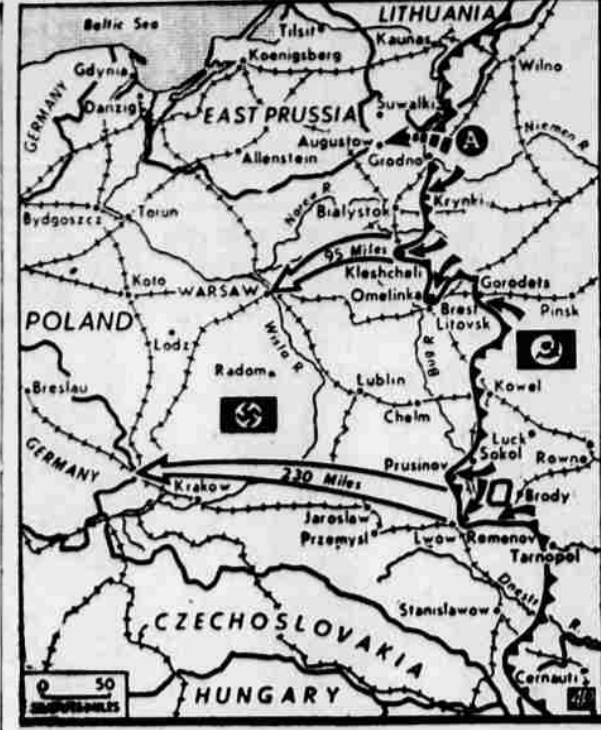 LITHUANIA
Baltic Sea
Tilsit
Kaunas
Koenigsberg
Gdynia
Wilno
Danzig
GERMANY
EAST PRUSSIA
Suwalki
Augustow
A
Niemen R
Allenstein
Grodno
Narew R
Krynki
Bydgoszcz
Torun
Bialystok
95 Miles
Kleshcheli
Gorodets
Koto
WARSAW
Omelinka
Brest Litovsk
Pinsk
POLAND
Lodz
Wisla R
Bug R
Radom
Lublin
Kowel
Breslau
Chelm
Luck
Sokol
Rowne
GERMANY
Prusinov
230 Miles
Krakow
Brody
Jaroslaw
Przemysl
Lwow
Remenov
Tarnopol
Dnestr
R.
Stanislawow
CZECHOSLOVAKIA
Cernauti
0 50
HUNGARY